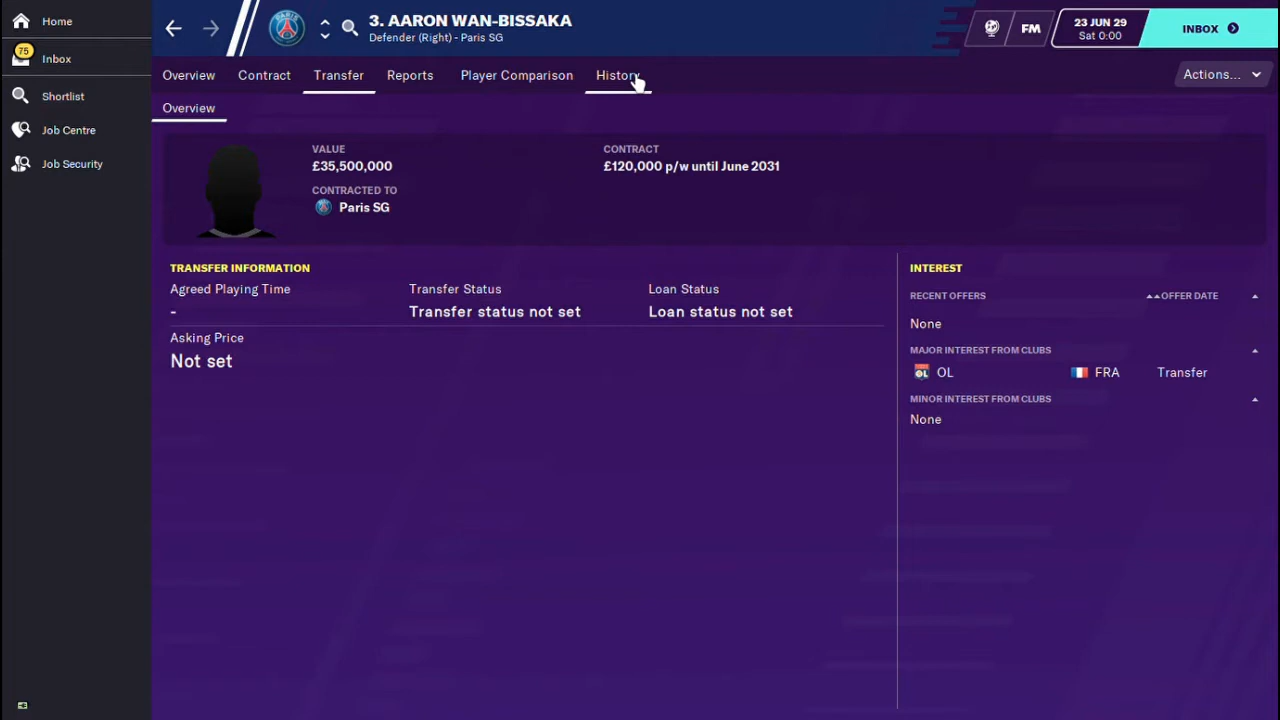 Home
75
Inbox
Shortlist
Job Centre
Job Security
PARIS
3. AARON WAN-BISSAKA
Defender (Right) - Paris SG
FM
23 JUN 29
Sat 0:00
INBOX
Overview Contract Transfer Reports Player Comparison History
Actions...
Overview
VALUE
£35,500,000
CONTRACTED TO
Paris SG
CONTRACT
£120,000 p/w until June 2031
TRANSFER INFORMATION
Agreed Playing Time Transfer Status Loan Status
- Transfer status not set Loan status not set
Asking Price
Not set
INTEREST
RECENT OFFERS OFFER DATE
None
MAJOR INTEREST FROM CLUBS
OL OL FRA Transfer
MINOR INTEREST FROM CLUBS
None